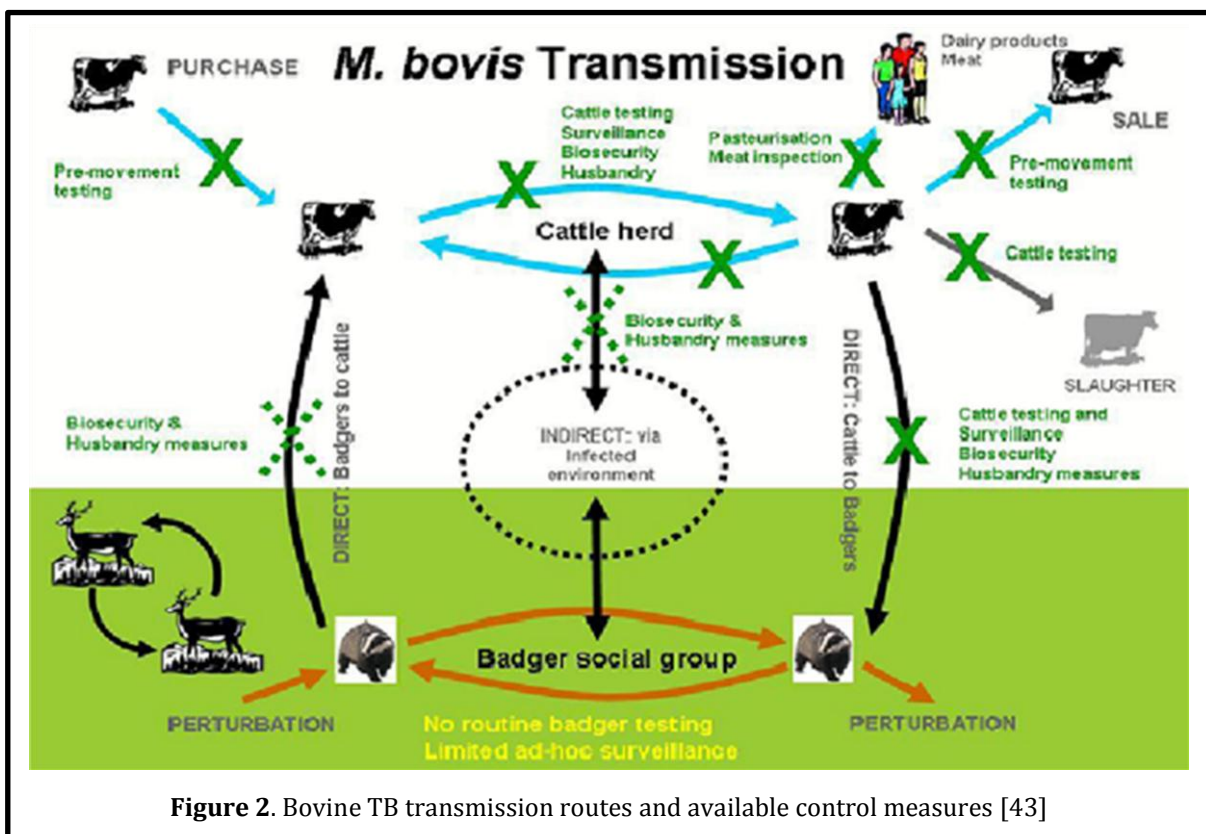 PURCHASE
M. bovis Transmission
Dairy products
Meat
SALE
Pre-movement
testing
Cattle testing
Surveillance
Biosecurity
Husbandry
Pasteurisation
Meat inspection
Pre-movement
testing
Cattle herd
Cattle testing
Biosecurity &
Husbandry measures
SLAUGHTER
DIRECT: Badgers to cattle
DIRECT: Cattle to Badgers
Biosecurity &
Husbandry measures
INDIRECT:: via
Infected
environment
Cattle testing and
Surveillance
Biosecurity
Husbandry measures
Badger social group
PERTURBATION
PERTURBATION
No routine badger testing
Limited ad-hoc surveillance
Figure 2. Bovine TB transmission routes and available control measures [43]